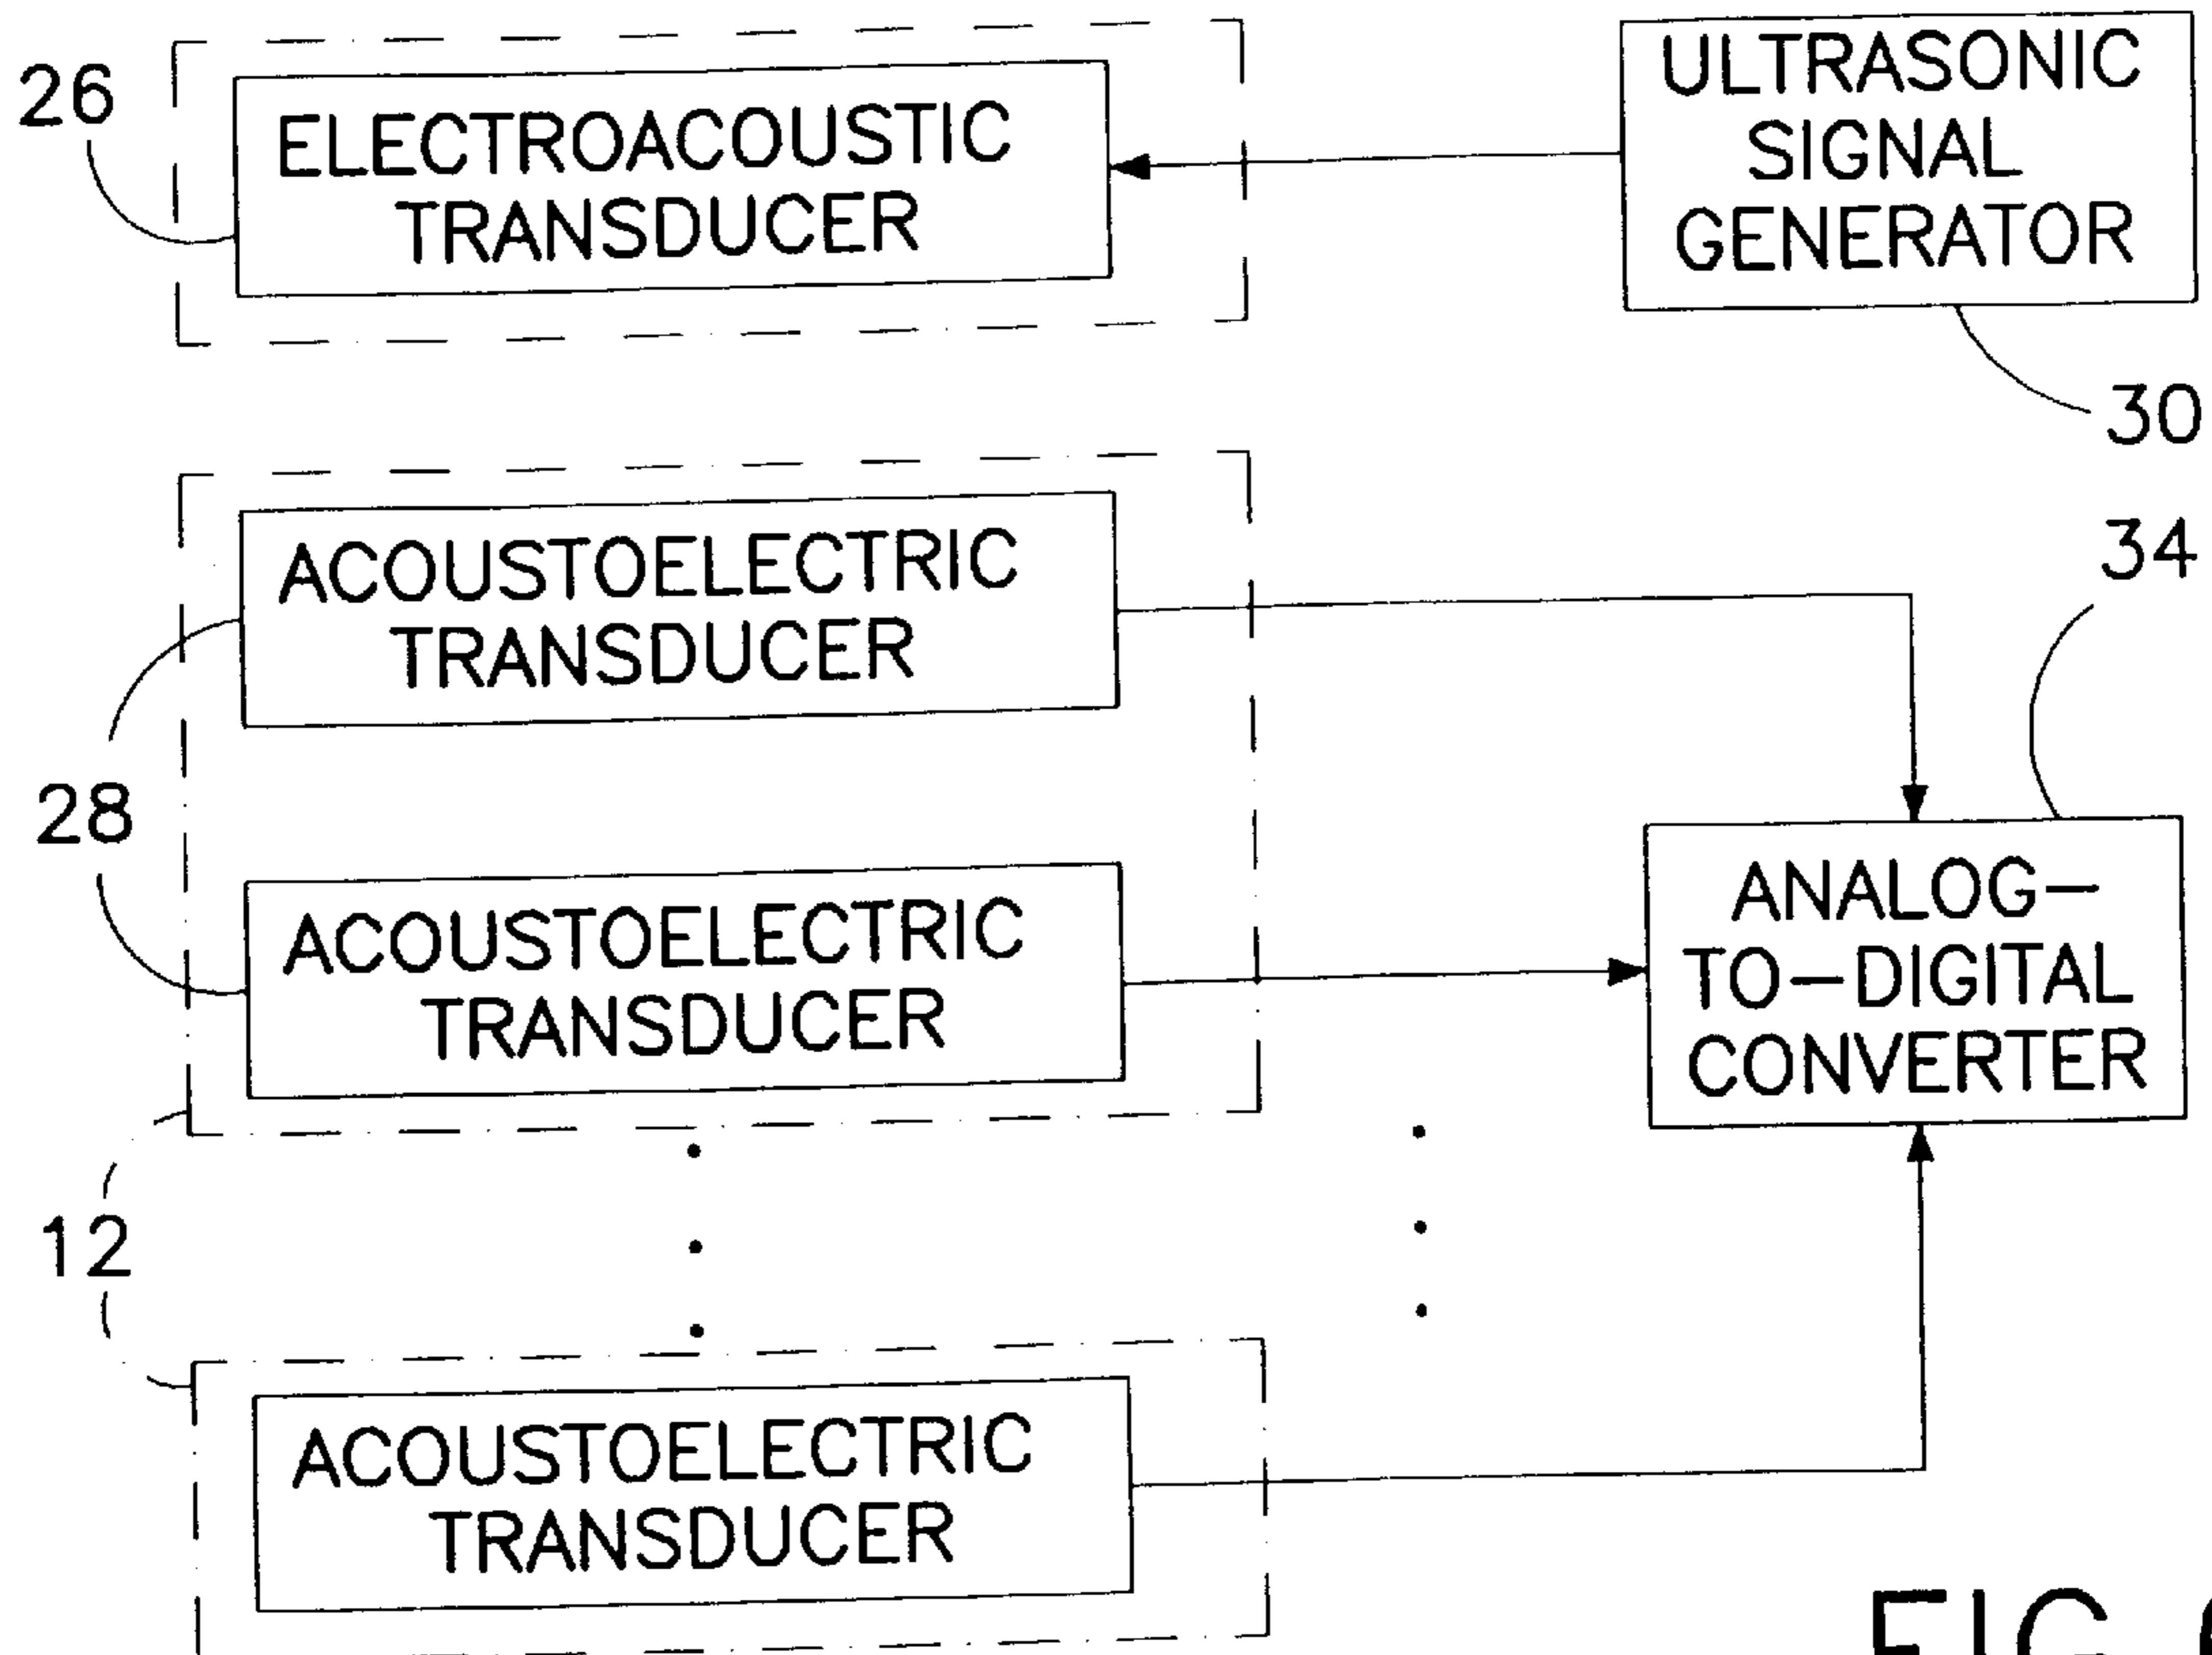 26
ELECTROACOUSTIC
TRANSDUCER
ULTRASONIC
SIGNAL
GENERATOR
30
ACOUSTOELECTRIC
TRANSDUCER
34
28
ACOUSTOELECTRIC
TRANSDUCER
ANALOG-
TO-DIGITAL
CONVERTER
12
ACOUSTOELECTRIC
TRANSDUCER
FIG